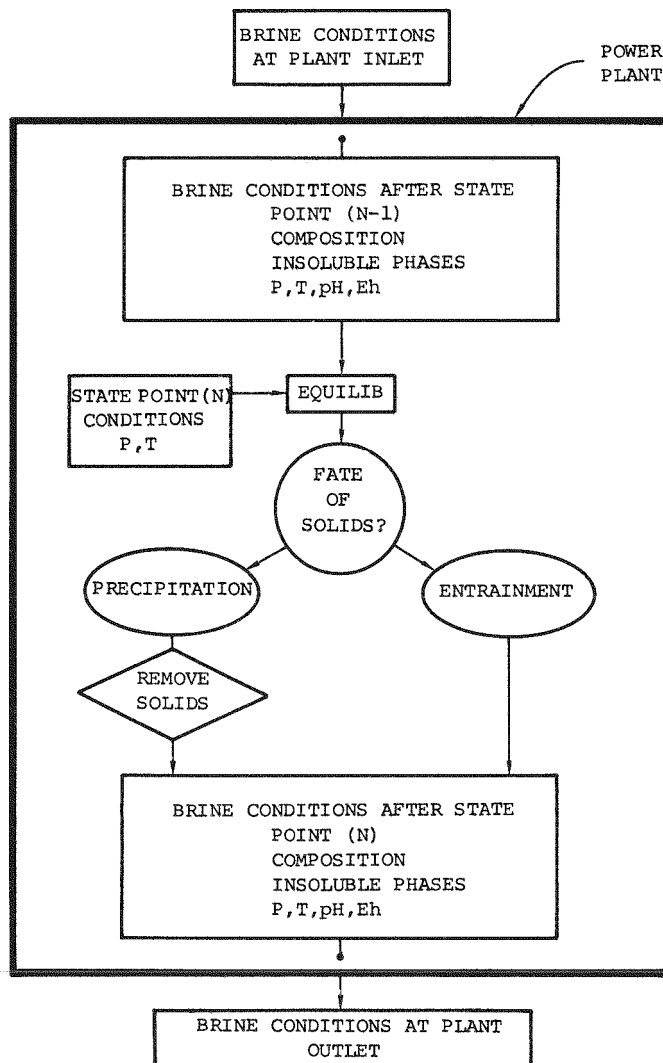 BRINE CONDITIONS
AT PLANT INLET
POWER
PLANT
BRINE CONDITIONS AFTER STATE
POINT (N-1)
COMPOSITION
INSOLUBLE PHASES
P,T,pH,Eh
STATE POINT(N)
CONDITIONS
P,T
EQUILIB
FATE
OF
SOLIDS?
PRECIPITATION
ENTRAINMENT
REMOVE
SOLIDS
BRINE CONDITIONS AFTER STATE
POINT (N)
COMPOSITION
INSOLUBLE PHASES
P,T,pH,Eh
BRINE CONDITIONS AT PLANT
OUTLET